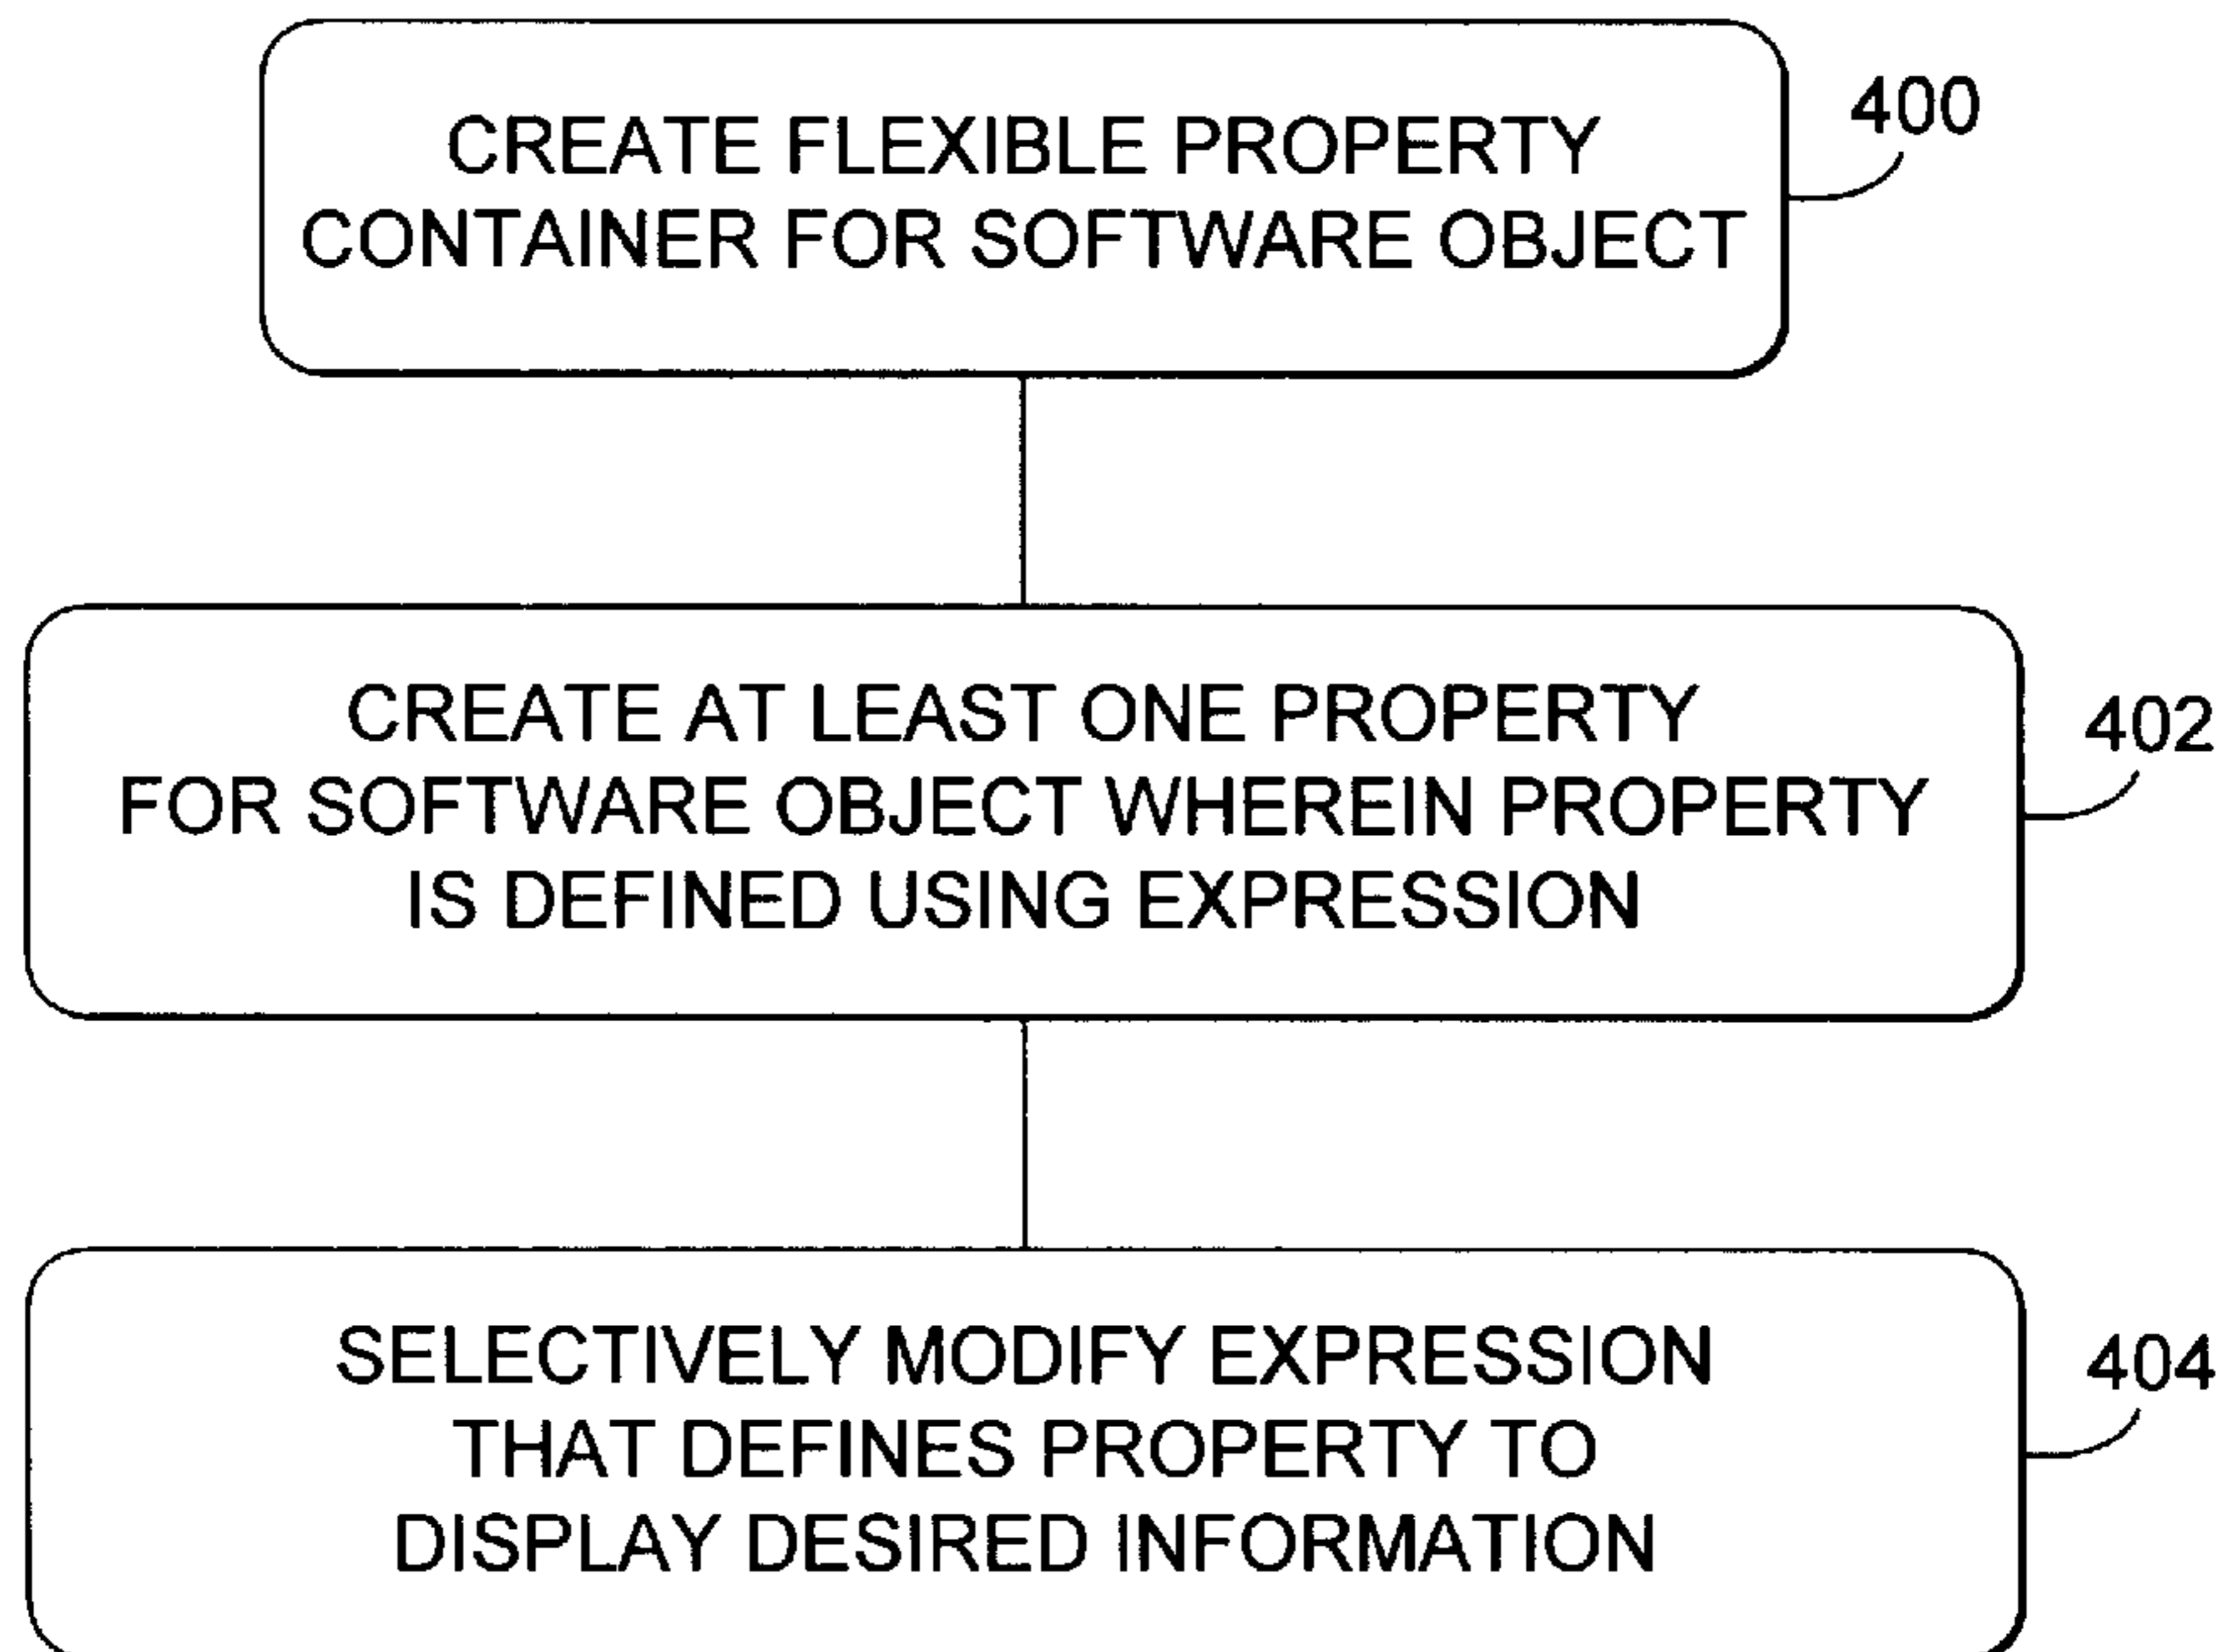 CREATE FLEXIBLE PROPERTY
CONTAINER FOR SOFTWARE OBJECT
400
CREATE AT LEAST ONE PROPERTY
FOR SOFTWARE OBJECT WHEREIN PROPERTY
IS DEFINED USING EXPRESSION
402
SELECTIVELY MODIFY EXPRESSION
THAT DEFINES PROPERTY TO
DISPLAY DESIRED INFORMATION
404